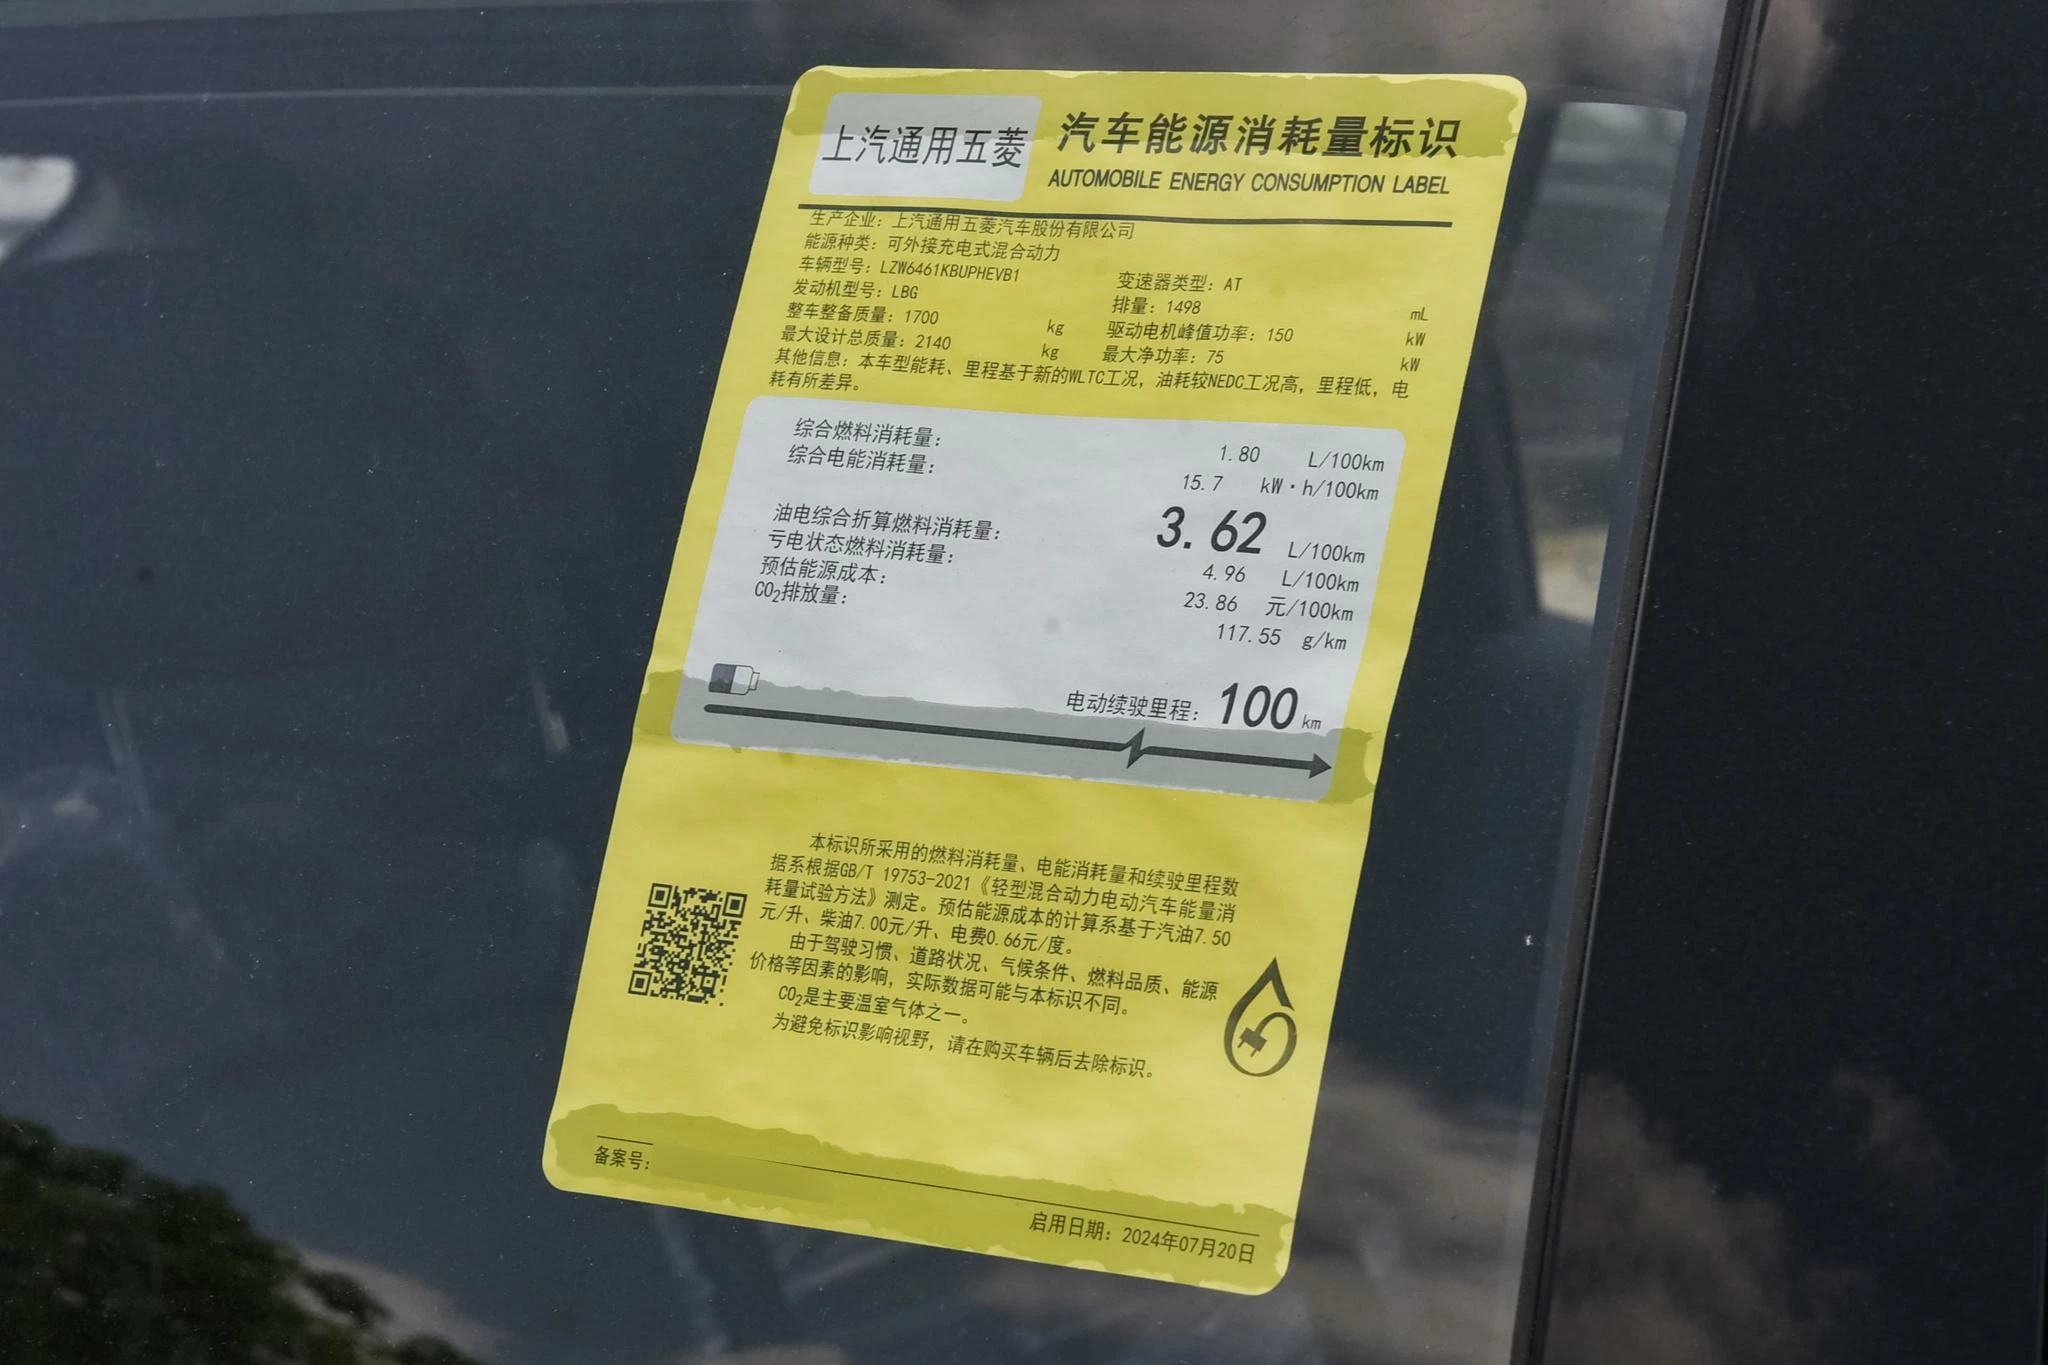 上汽通用五菱
汽车能源消耗量标识
AUTOMOBILE ENERGY CONSUMPTION LABEL
生产企业：上汽通用五菱汽车股份有限公司
能源种类：可外接充电式混合动力
车辆型号：LZW6461KBUPHEVB1 变速器类型：AT
发动机型号：LBG 排量：1498 mL
整车整备质量：1700 kg 驱动电机峰值功率：150 kW
最大设计总质量：2140 kg 最大净功率：75 kW
其他信息：本车型能耗、里程基于新的WLTC工况，油耗较NEDC工况高，里程低，电
耗有所差异。
综合燃料消耗量： 1.80 L/100km
综合电能消耗量： 15.7 kW·h/100km
油电综合折算燃料消耗量： 3.62 L/100km
亏电状态燃料消耗量： 4.96 L/100km
预估能源成本： 23.86 元/100km
CO₂排放量： 117.55 g/km
电动续驶里程：100 km
本标识所采用的燃料消耗量、电能消耗量和续驶里程数
据系根据GB/T 19753-2021《轻型混合动力电动汽车能量消
耗量试验方法》测定。预估能源成本的计算系基于汽油7.50
元/升、柴油7.00元/升、电费0.66元/度。
由于驾驶习惯、道路状况、气候条件、燃料品质、能源
价格等因素的影响，实际数据可能与本标识不同。
CO₂是主要温室气体之一。
为避免标识影响视野，请在购买车辆后去除标识。
备案号：
启用日期：2024年07月20日